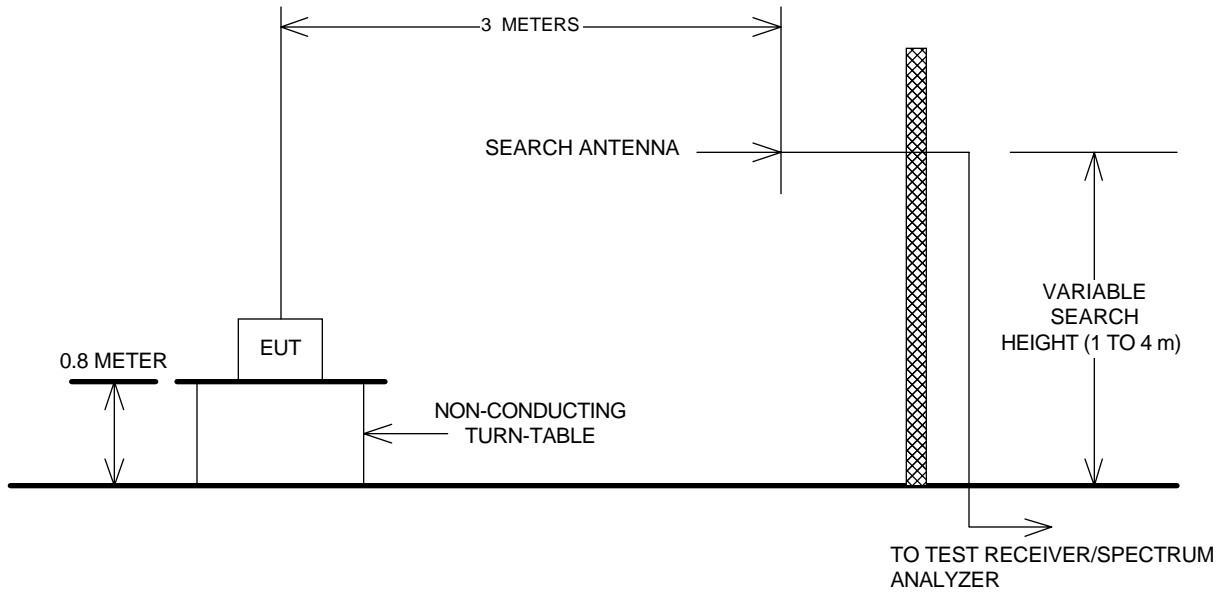 3 METERS
SEARCH ANTENNA
VARIABLE
SEARCH
HEIGHT (1 TO 4 m)
EUT
0.8 METER
NON-CONDUCTING
TURN-TABLE
TO TEST RECEIVER/SPECTRUM
ANALYZER